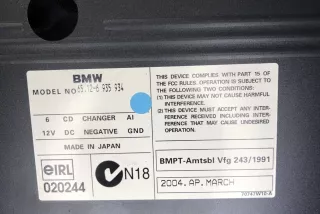 BMW
MODEL NO 65.12-6 935 934
6 CD CHANGER AI
12V DC NEGATIVE GND
MADE IN JAPAN
eIRL
020244
N18
THIS DEVICE COMPLIES WITH PART 15 OF
THE FCC RULES, OPERATION IS SUBJECT TO
THE FOLLOWING TWO CONDITIONS:
(1) THIS DEVICE MAY NOT CAUSE HARMFUL
INTERFERENCE.
(2) THIS DEVICE MUST ACCEPT ANY INTER-
FERENCE RECEIVED, INCLUDING INTER-
FERENCE THAT MAY CAUSE UNDESIRED
OPERATION.
BMPT-Amtsbl Vfg 243/1991
2004.AP.MARCH